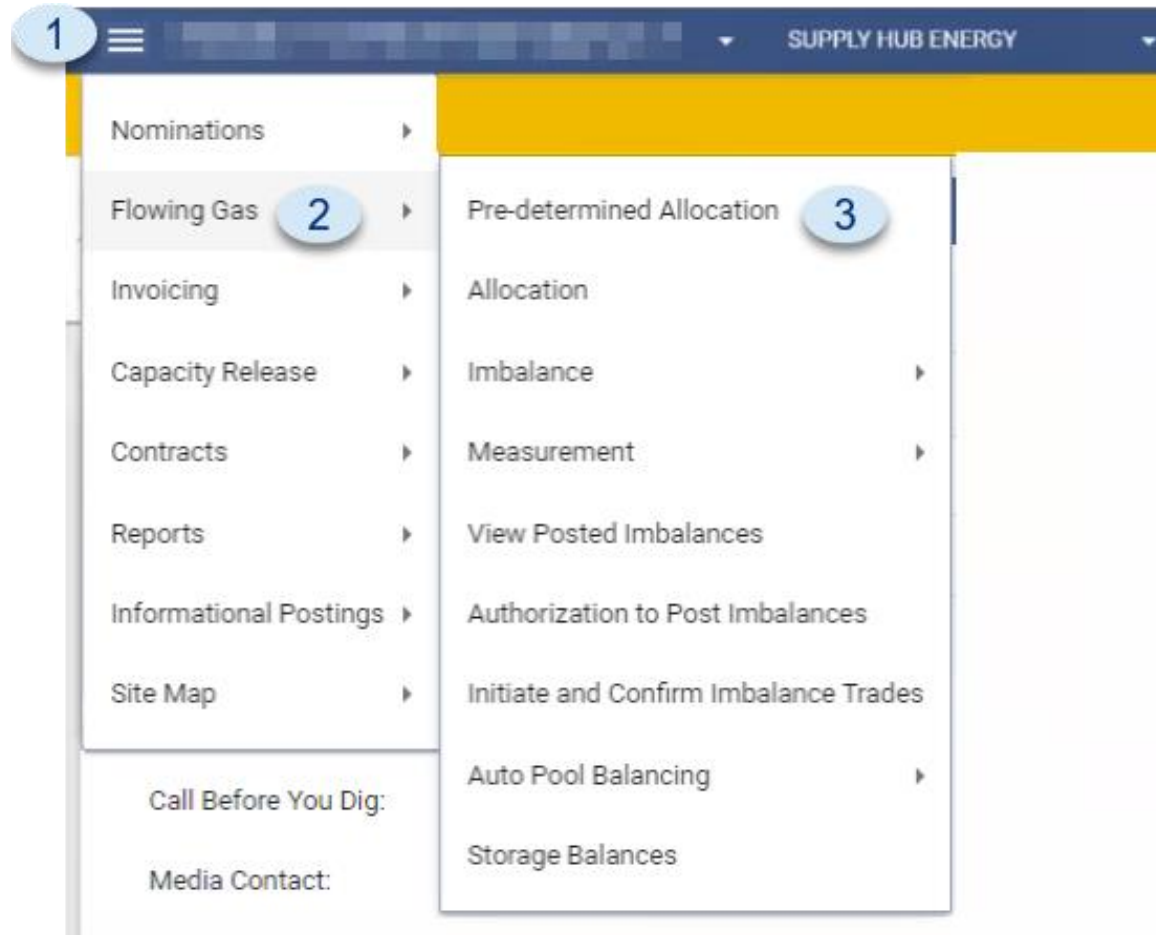 1
SUPPLY HUB ENERGY
Nominations
Flowing Gas 2
Invoicing
Capacity Release
Contracts
Reports
Informational Postings
Site Map
Pre-determined Allocation 3
Allocation
Imbalance
Measurement
View Posted Imbalances
Authorization to Post Imbalances
Initiate and Confirm Imbalance Trades
Auto Pool Balancing
Storage Balances
Call Before You Dig:
Media Contact: